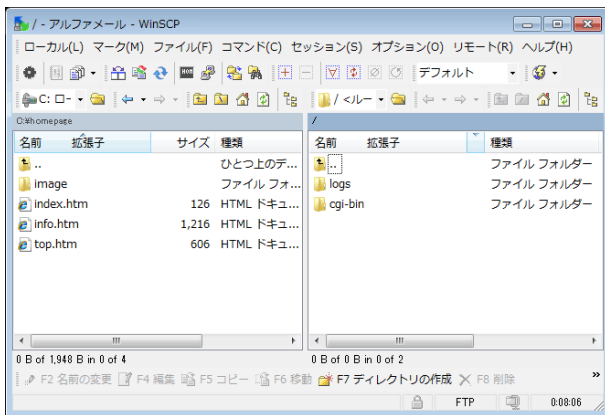 / - アルファメール - WinSCP
ローカル(L) マーク(M) ファイル(F) コマンド(C) セッション(S) オプション(O) リモート(R) ヘルプ(H)
デフォルト
C: ロ-
/ <ルー
C:¥homepage
/
名前 拡張子 サイズ 種類
..  ひとつ上のデ...
image ファイル フォ...
index.htm 126 HTML ドキュ...
info.htm 1,216 HTML ドキュ...
top.htm 606 HTML ドキュ...
0 B of 1,948 B in 0 of 4
名前 拡張子 種類
.. ファイル フォルダー
logs ファイル フォルダー
cgi-bin ファイル フォルダー
0 B of 0 B in 0 of 2
F2 名前の変更 F4 編集 F5 コピー F6 移動 F7 ディレクトリの作成 F8 削除 »
FTP 0:08:06